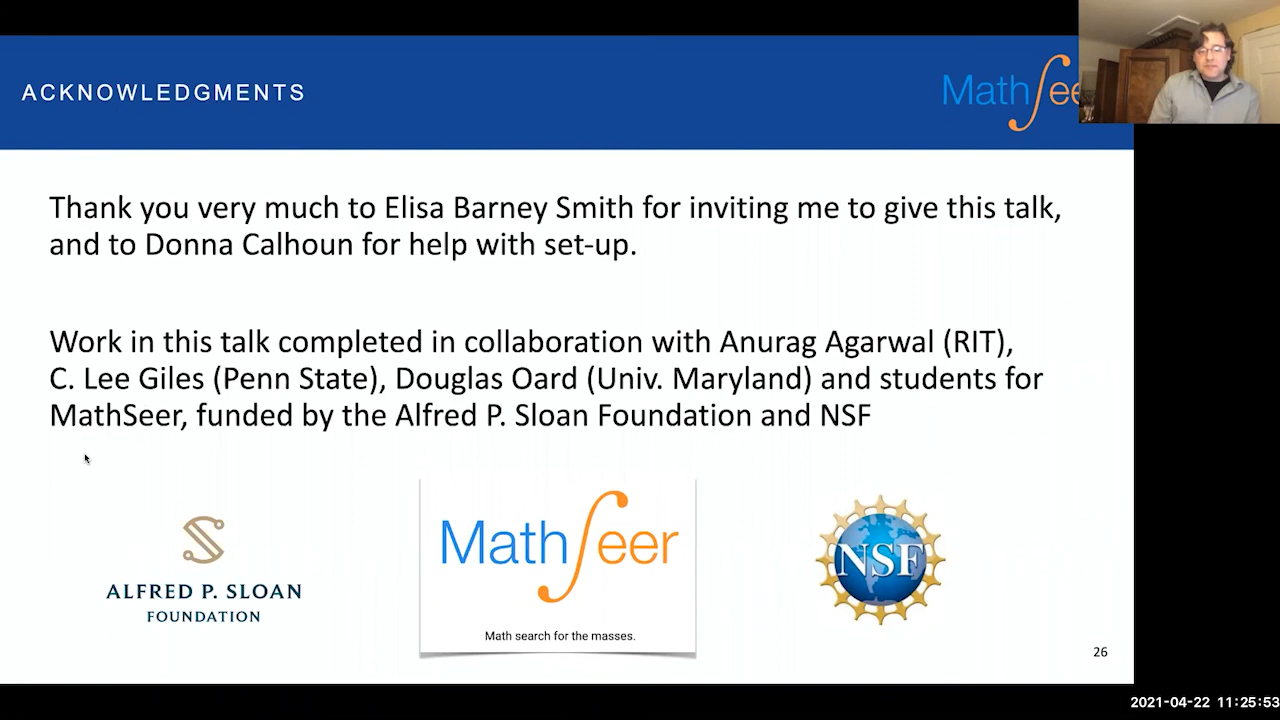 ACKNOWLEDGMENTS
Math∫ee
Thank you very much to Elisa Barney Smith for inviting me to give this talk,
and to Donna Calhoun for help with set-up.
Work in this talk completed in collaboration with Anurag Agarwal (RIT),
C. Lee Giles (Penn State), Douglas Oard (Univ. Maryland) and students for
MathSeer, funded by the Alfred P. Sloan Foundation and NSF
ALFRED P. SLOAN
FOUNDATION
Math∫eer
Math search for the masses.
NSF
26
2021-04-22 11:25:53